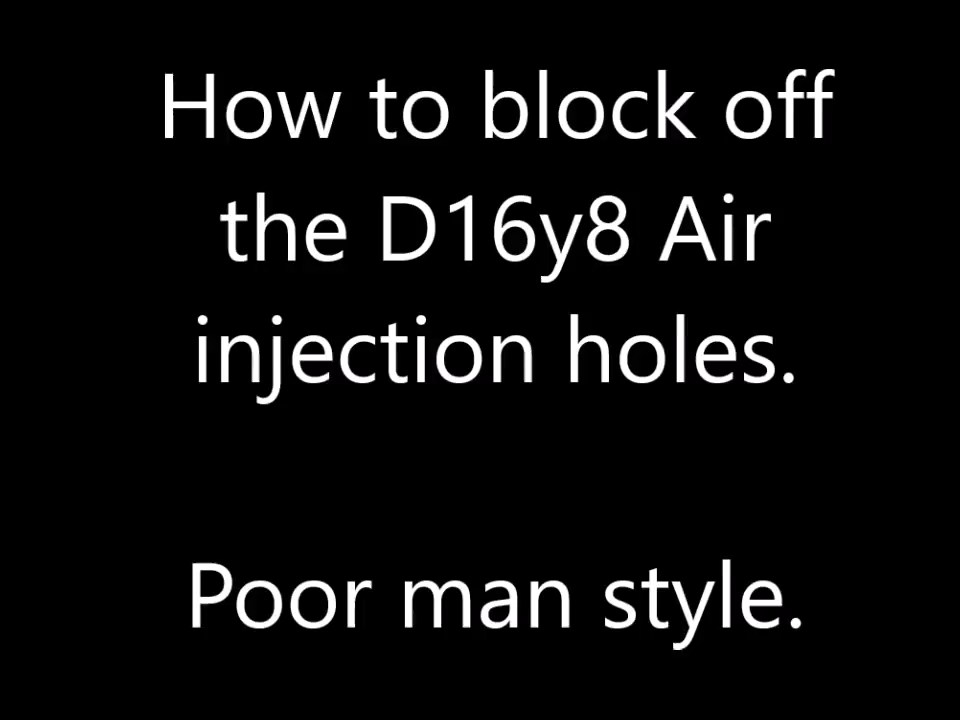 How to block off
the D16y8 Air
injection holes.
Poor man style.